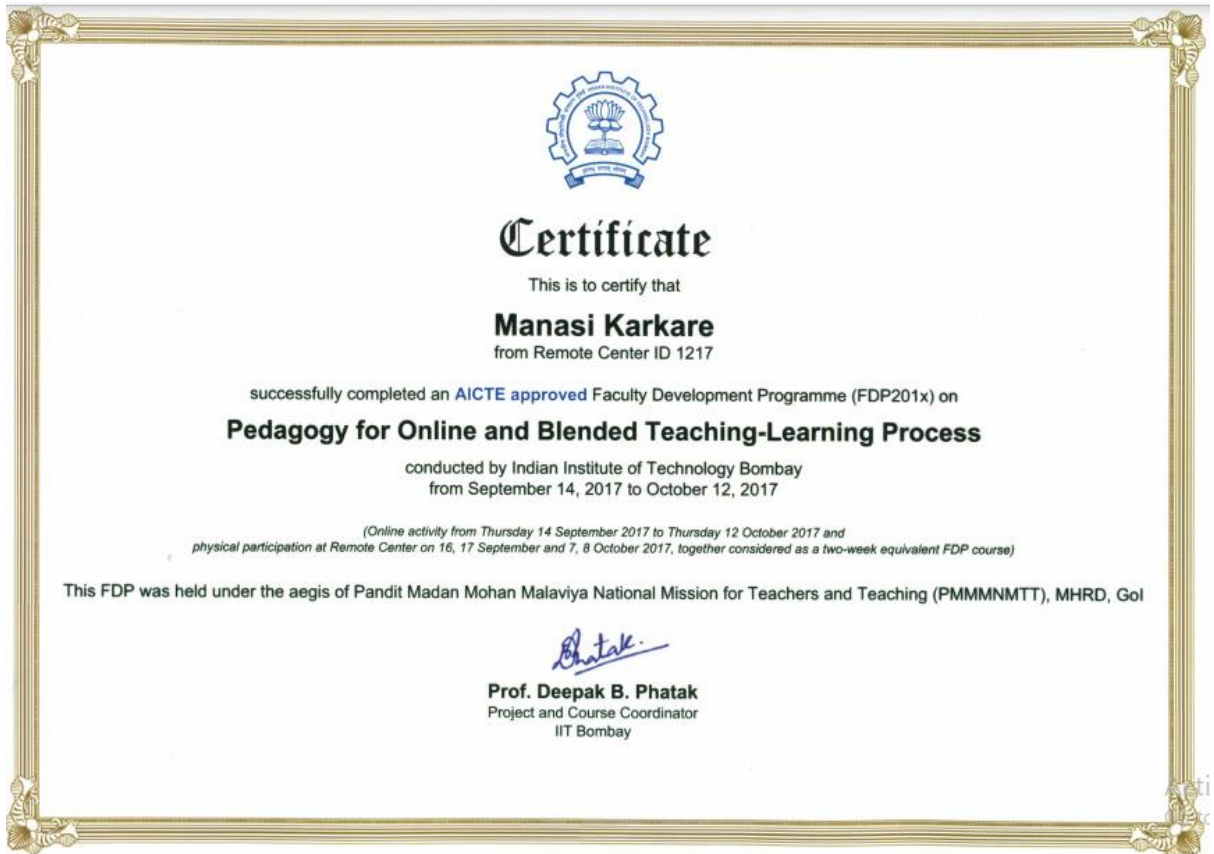 Certificate
This is to certify that
Manasi Karkare
from Remote Center ID 1217
successfully completed an AICTE approved Faculty Development Programme (FDP201x) on
Pedagogy for Online and Blended Teaching-Learning Process
conducted by Indian Institute of Technology Bombay
from September 14, 2017 to October 12, 2017
(Online activity from Thursday 14 September 2017 to Thursday 12 October 2017 and
physical participation at Remote Center on 16, 17 September and 7, 8 October 2017, together considered as a two-week equivalent FDP course)
This FDP was held under the aegis of Pandit Madan Mohan Malaviya National Mission for Teachers and Teaching (PMMMNMTT), MHRD, GoI
Phatak.
Prof. Deepak B. Phatak
Project and Course Coordinator
IIT Bombay